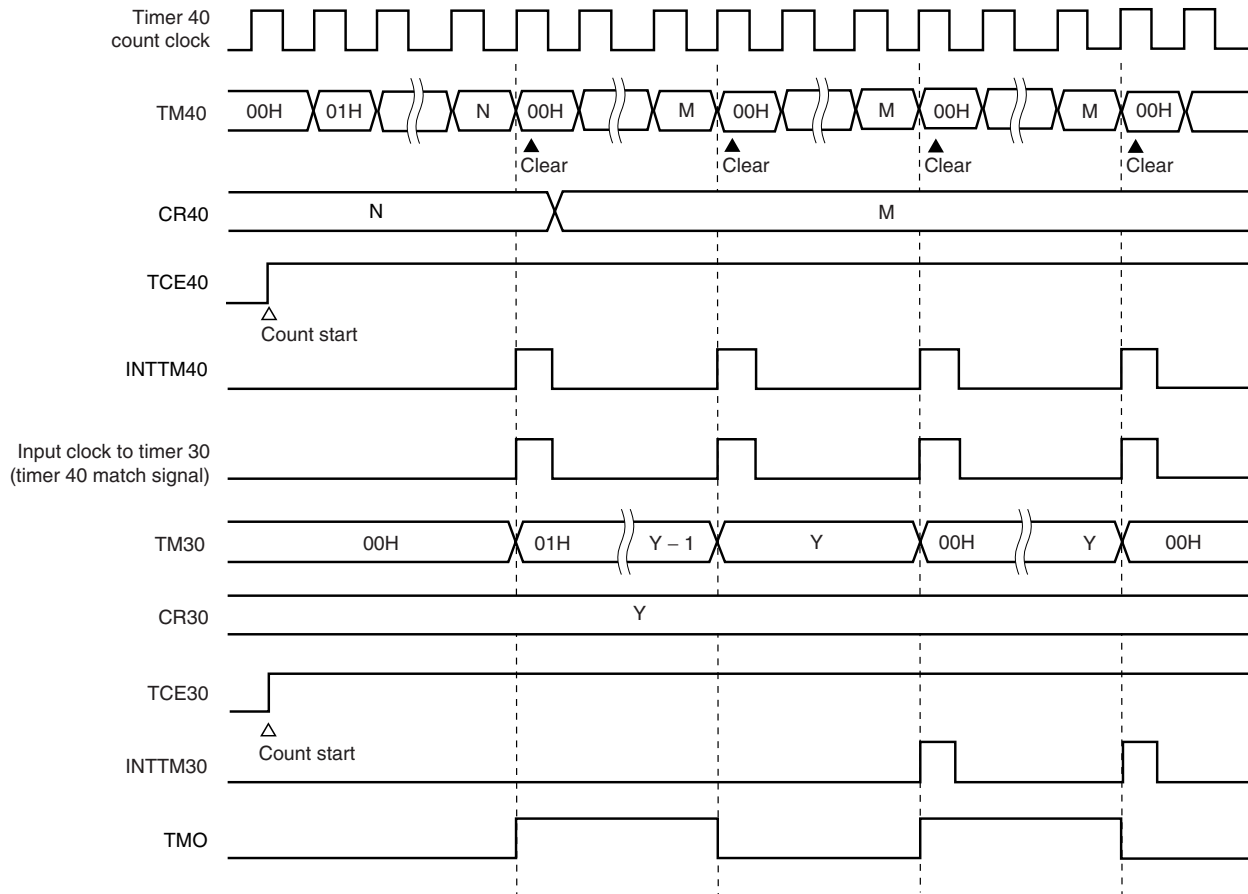 Timer 40
count clock
TM40
00H 01H N 00H M 00H M 00H M 00H
Clear Clear Clear Clear
CR40
N M
TCE40
Count start
INTTM40
Input clock to timer 30
(timer 40 match signal)
TM30
00H 01H Y – 1 Y 00H Y 00H
CR30
Y
TCE30
Count start
INTTM30
TMO